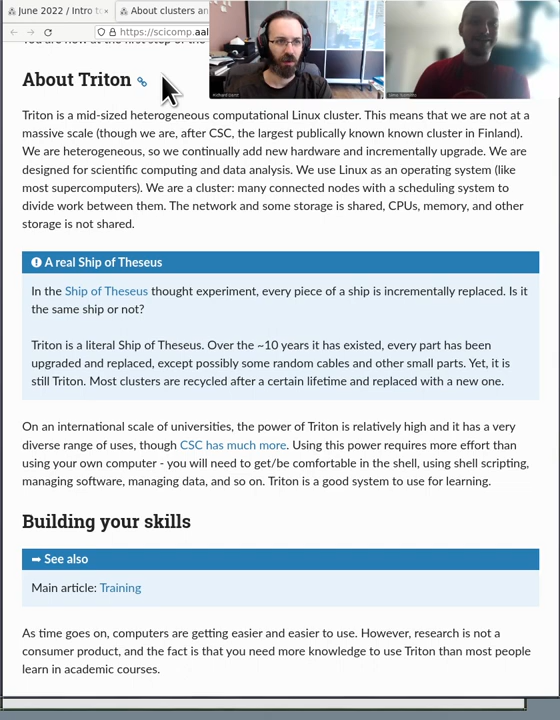 June 2022 / Intro to
About clusters an
https://scicomp.aal
You are now at the first step of the
About Triton
Triton is a mid-sized heterogeneous computational Linux cluster. This means that we are not at a
massive scale (though we are, after CSC, the largest publically known known cluster in Finland).
We are heterogeneous, so we continually add new hardware and incrementally upgrade. We are
designed for scientific computing and data analysis. We use Linux as an operating system (like
most supercomputers). We are a cluster: many connected nodes with a scheduling system to
divide work between them. The network and some storage is shared, CPUs, memory, and other
storage is not shared.
A real Ship of Theseus
In the Ship of Theseus thought experiment, every piece of a ship is incrementally replaced. Is it
the same ship or not?
Triton is a literal Ship of Theseus. Over the ~10 years it has existed, every part has been
upgraded and replaced, except possibly some random cables and other small parts. Yet, it is
still Triton. Most clusters are recycled after a certain lifetime and replaced with a new one.
On an international scale of universities, the power of Triton is relatively high and it has a very
diverse range of uses, though CSC has much more. Using this power requires more effort than
using your own computer - you will need to get/be comfortable in the shell, using shell scripting,
managing software, managing data, and so on. Triton is a good system to use for learning.
Building your skills
➡ See also
Main article: Training
As time goes on, computers are getting easier and easier to use. However, research is not a
consumer product, and the fact is that you need more knowledge to use Triton than most people
learn in academic courses.